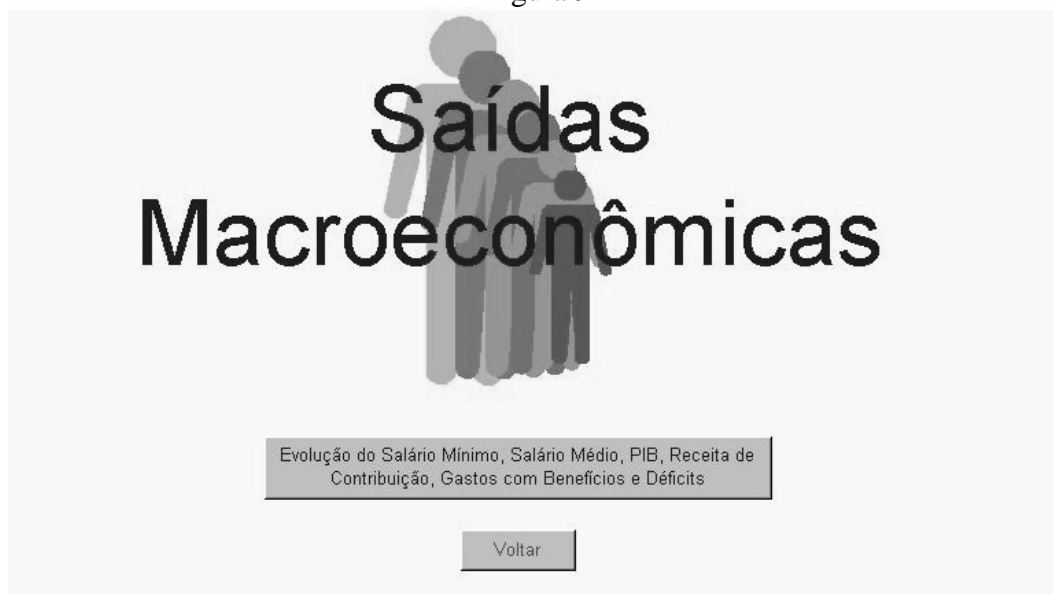 Saídas
Macroeconômicas
Evolução do Salário Mínimo, Salário Médio, PIB, Receita de
Contribuição, Gastos com Benefícios e Déficits
Voltar